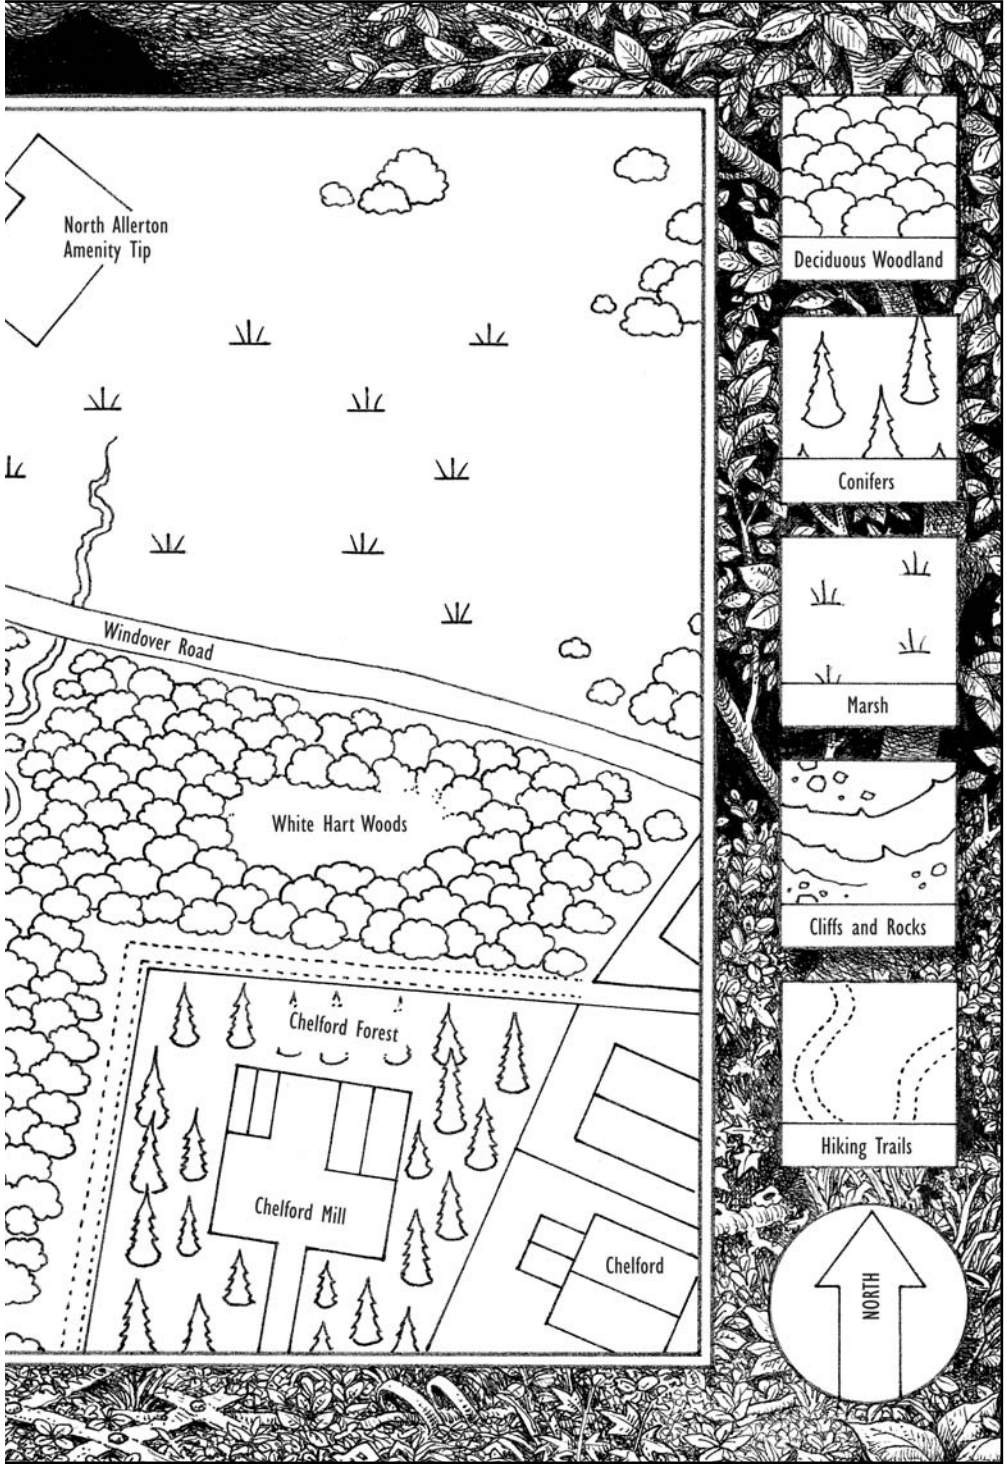 North Allerton
Amenity Tip
Windover Road
White Hart Woods
Chelford Forest
Chelford Mill
Chelford
Deciduous Woodland
Conifers
Marsh
Cliffs and Rocks
Hiking Trails
NORTH